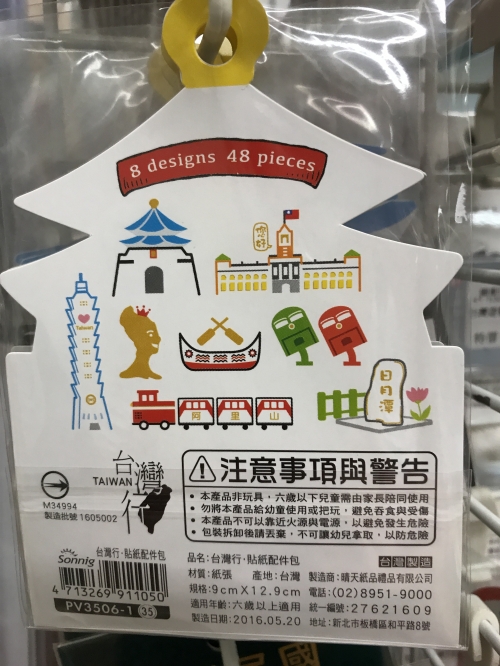 8 designs 48 pieces
您好
Taiwan
阿里山
日月潭
台灣行
TAIWAN
M34994
製造批號 1605002
注意事項與警告
• 本產品非玩具，六歲以下兒童需由家長陪同使用
• 勿將本產品給幼童使用或把玩，避免吞食與受傷
• 本產品不可以靠近火源與電源，以避免發生危險
• 包裝拆卸後請丟棄，不可讓幼兒拿取，以防危險
Sonnig
台灣行．貼紙配件包
4 713269 911050
PV3506-1 35
品名：台灣行．貼紙配件包
材質：紙張 產地：台灣
規格：9cmX12.9cm
適用年齡：六歲以上適用
製造日期：2016.05.20
台灣製造
製造商：晴天紙品禮品有限公司
電話：(02)8951-9000
統一編號：27621609
地址：新北市板橋區和平路8號